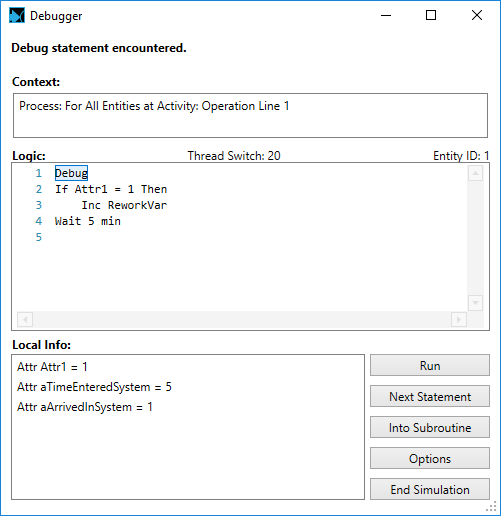 Debugger
Debug statement encountered.
Context:
Process: For All Entities at Activity: Operation Line 1
Logic: Thread Switch: 20 Entity ID: 1
1 Debug
2 If Attr1 = 1 Then
3 Inc ReworkVar
4 Wait 5 min
5
Local Info:
Attr Attr1 = 1
Attr aTimeEnteredSystem = 5
Attr aArrivedInSystem = 1
Run
Next Statement
Into Subroutine
Options
End Simulation